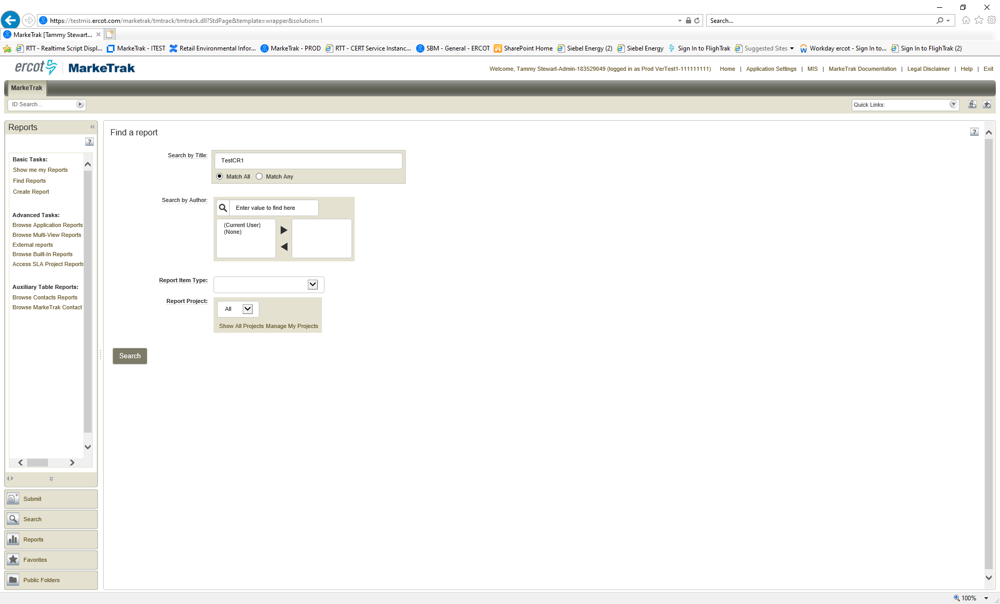 https://testmis.ercot.com/marketrak/tmtrack/tmtrack.dll?StdPage&template=wrapper&solution=1
Search...
MarkeTrak [Tammy Stewart...
RTT - Realtime Script Displ... MarkeTrak - ITEST Retail Environmental Infor... MarkeTrak - PROD RTT - CERT Service Instanc... SBM - General - ERCOT SharePoint Home Siebel Energy (2) Siebel Energy Sign In to FlighTrak Suggested Sites Workday ercot - Sign In to... Sign In to FlighTrak (2)
ercot MarkeTrak
Welcome, Tammy Stewart-Admin-183529049 (logged in as Prod VerTest1-111111111) Home | Application Settings | MIS | MarkeTrak Documentation | Legal Disclaimer | Help | Exit
MarkeTrak
ID Search...
Quick Links:
Reports
?
Basic Tasks:
Show me my Reports
Find Reports
Create Report
Advanced Tasks:
Browse Application Reports
Browse Multi-View Reports
External reports
Browse Built-In Reports
Access SLA Project Reports
Auxiliary Table Reports:
Browse Contacts Reports
Browse MarkeTrak Contact
Submit
Search
Reports
Favorites
Public Folders
Find a report
?
Search by Title:
TestCR1
Match All Match Any
Search by Author:
Enter value to find here
(Current User)
(None)
Report Item Type:
Report Project:
All
Show All Projects Manage My Projects
Search
100%